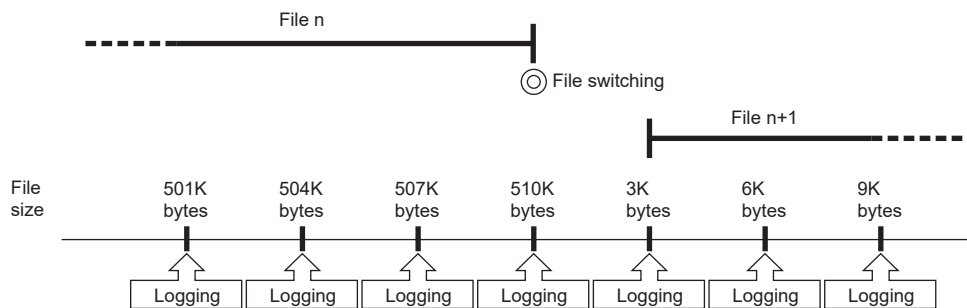 File n
File switching
File n+1
File size
501K bytes
504K bytes
507K bytes
510K bytes
3K bytes
6K bytes
9K bytes
Logging
Logging
Logging
Logging
Logging
Logging
Logging